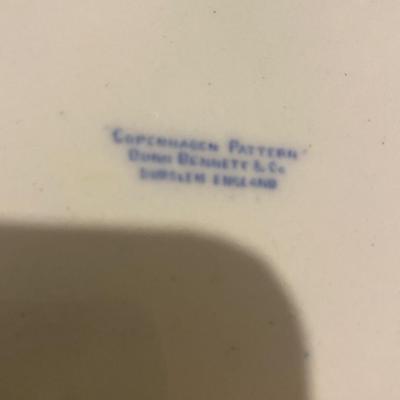 "COPENHAGEN PATTERN"
DUNN BENNETT & Co
BURSLEM ENGLAND